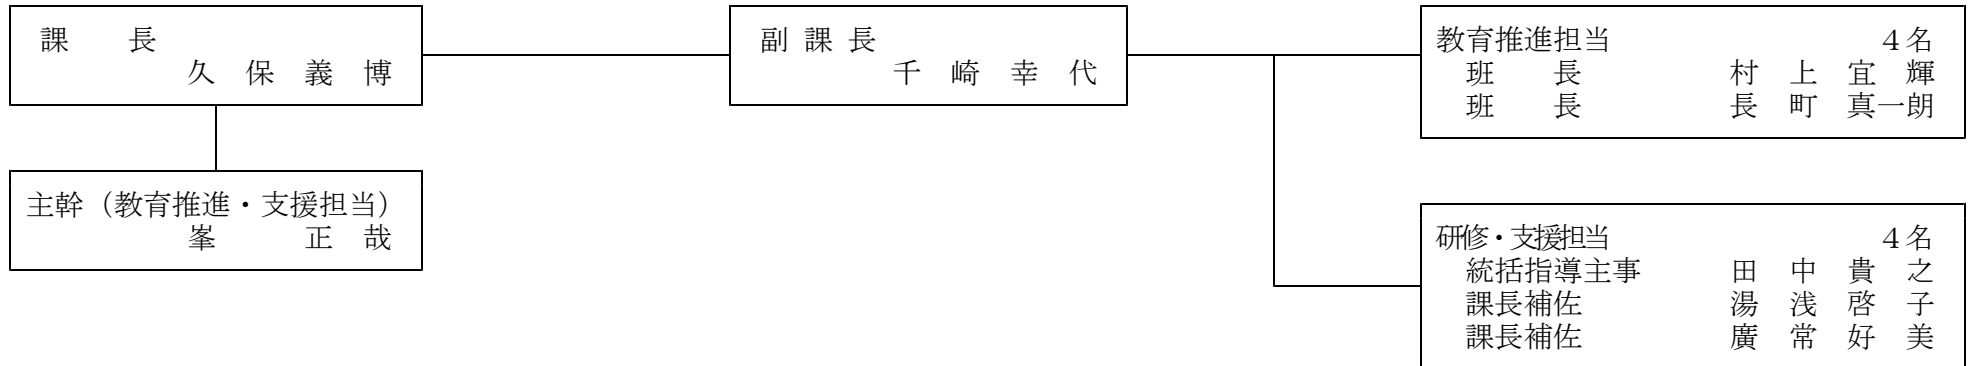 課　長
久保義博
副課長
千崎幸代
教育推進担当　４名
班　長　村上宜輝
班　長　長町真一朗
主幹（教育推進・支援担当）
峯　正哉
研修・支援担当　４名
統括指導主事　田中貴之
課長補佐　湯浅啓子
課長補佐　廣常好美